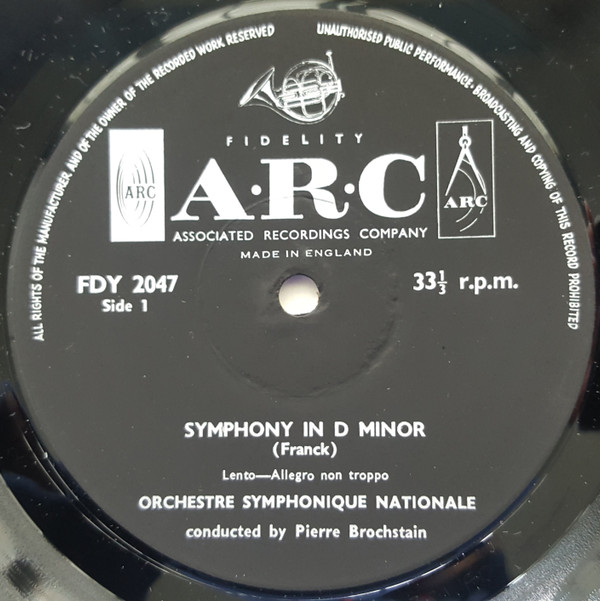 ALL RIGHTS OF THE MANUFACTURER AND OF THE OWNER OF THE RECORDED WORK RESERVED
UNAUTHORISED PUBLIC PERFORMANCE · BROADCASTING AND COPYING OF THIS RECORD PROHIBITED
FIDELITY
ARC
A·R·C
ARC
ASSOCIATED RECORDINGS COMPANY
MADE IN ENGLAND
FDY 2047
33⅓ r.p.m.
Side 1
SYMPHONY IN D MINOR
(Franck)
Lento—Allegro non troppo
ORCHESTRE SYMPHONIQUE NATIONALE
conducted by Pierre Brochstain